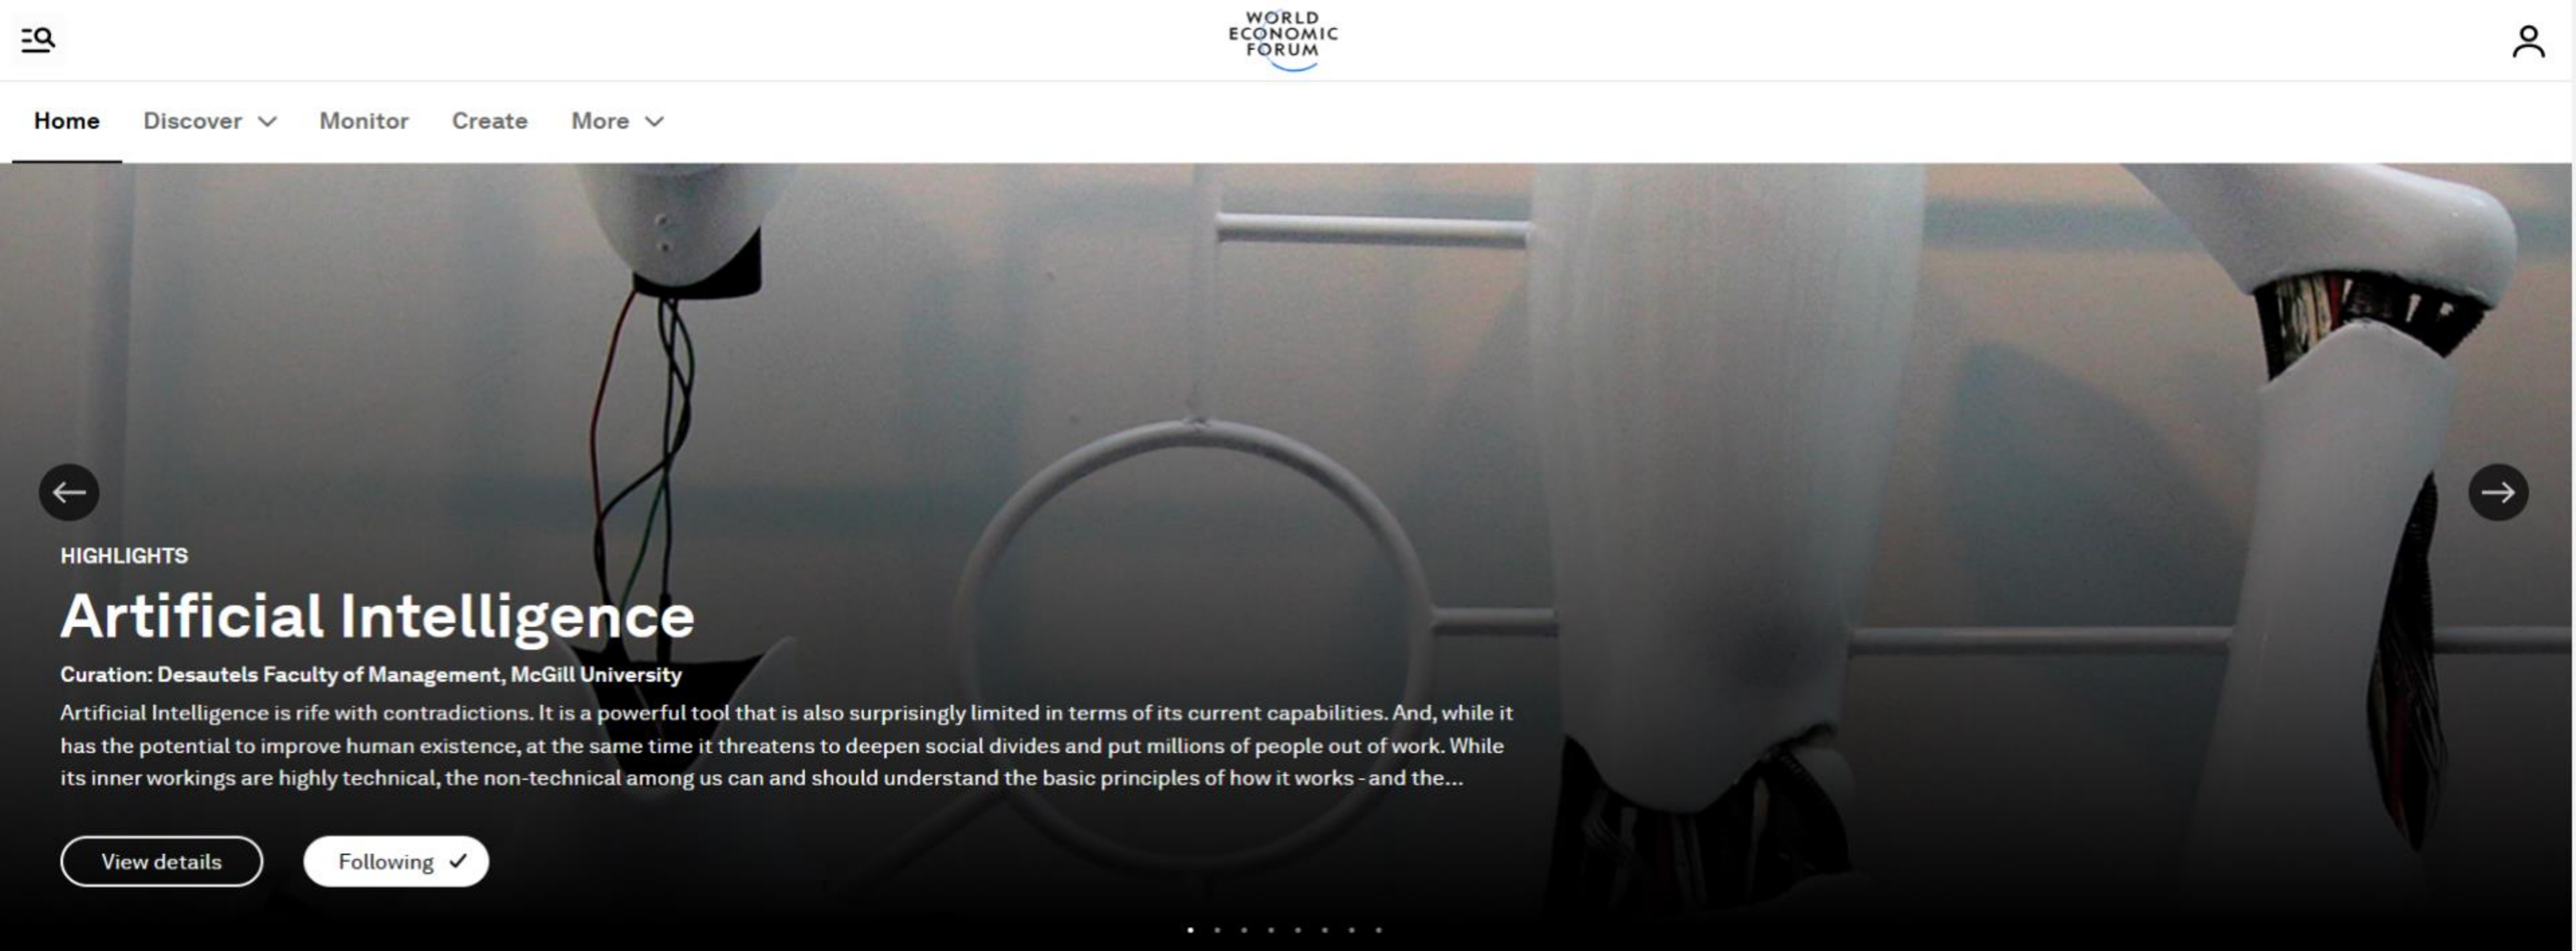 WORLD
ECONOMIC
FORUM
Home Discover Monitor Create More
HIGHLIGHTS
Artificial Intelligence
Curation: Desautels Faculty of Management, McGill University
Artificial Intelligence is rife with contradictions. It is a powerful tool that is also surprisingly limited in terms of its current capabilities. And, while it
has the potential to improve human existence, at the same time it threatens to deepen social divides and put millions of people out of work. While
its inner workings are highly technical, the non-technical among us can and should understand the basic principles of how it works - and the...
View details Following